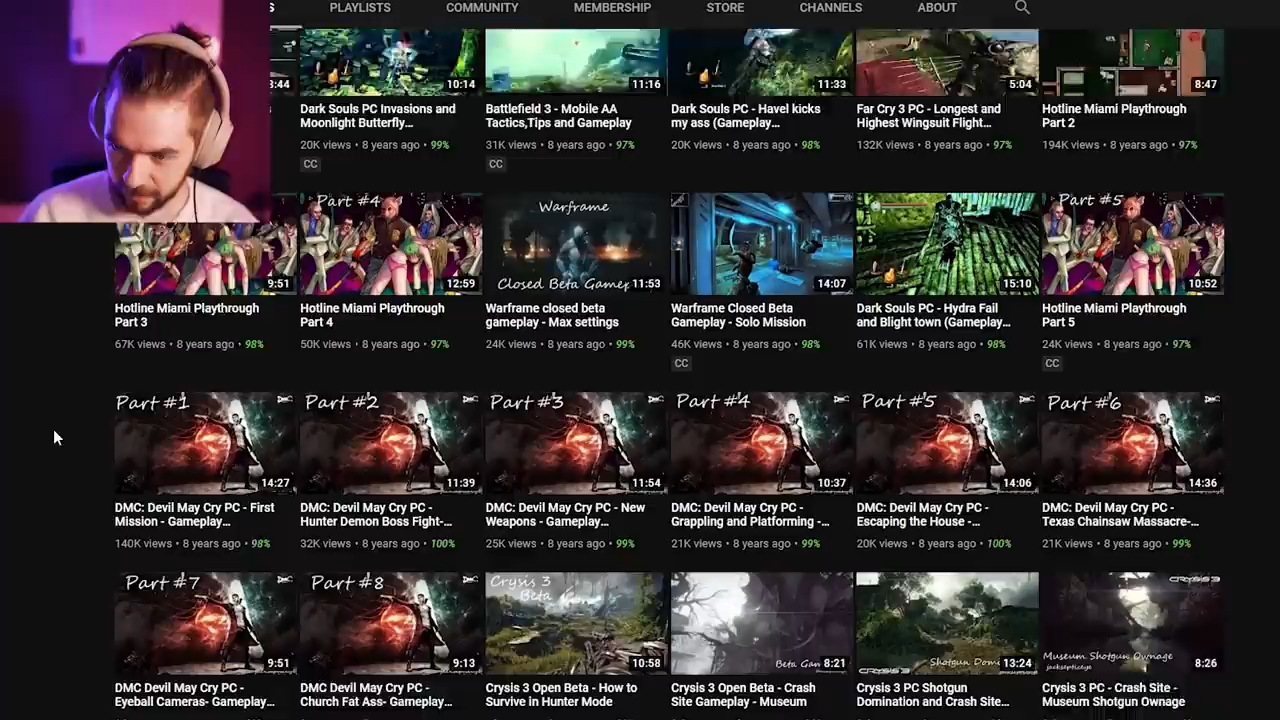 S PLAYLISTS COMMUNITY MEMBERSHIP STORE CHANNELS ABOUT
3:44 10:14 11:16 11:33 5:04 8:47
Dark Souls PC Invasions and
Moonlight Butterfly…
20K views • 8 years ago • 99%
CC
Battlefield 3 - Mobile AA
Tactics,Tips and Gameplay
31K views • 8 years ago • 97%
CC
Dark Souls PC - Havel kicks
my ass (Gameplay…
20K views • 8 years ago • 98%
Far Cry 3 PC - Longest and
Highest Wingsuit Flight…
132K views • 8 years ago • 97%
Hotline Miami Playthrough
Part 2
194K views • 8 years ago • 97%
9:51
Hotline Miami Playthrough
Part 3
67K views • 8 years ago • 98%
Part #4
12:59
Hotline Miami Playthrough
Part 4
50K views • 8 years ago • 97%
Warframe
Closed Beta Gamep
11:53
Warframe closed beta
gameplay - Max settings
24K views • 8 years ago • 99%
14:07
Warframe Closed Beta
Gameplay - Solo Mission
46K views • 8 years ago • 98%
CC
15:10
Dark Souls PC - Hydra Fail
and Blight town (Gameplay…
61K views • 8 years ago • 98%
Part #5
10:52
Hotline Miami Playthrough
Part 5
24K views • 8 years ago • 97%
CC
Part #1
14:27
DMC: Devil May Cry PC - First
Mission - Gameplay…
140K views • 8 years ago • 98%
Part #2
11:39
DMC: Devil May Cry PC -
Hunter Demon Boss Fight-…
32K views • 8 years ago • 100%
Part #3
11:54
DMC: Devil May Cry PC - New
Weapons - Gameplay…
25K views • 8 years ago • 99%
Part #4
10:37
DMC: Devil May Cry PC -
Grappling and Platforming -…
21K views • 8 years ago • 99%
Part #5
14:06
DMC: Devil May Cry PC -
Escaping the House -…
20K views • 8 years ago • 100%
Part #6
14:36
DMC: Devil May Cry PC -
Texas Chainsaw Massacre-…
21K views • 8 years ago • 99%
Part #7
9:51
DMC Devil May Cry PC -
Eyeball Cameras- Gameplay…
Part #8
9:13
DMC Devil May Cry PC -
Church Fat Ass- Gameplay…
Crysis 3
Beta
10:58
Crysis 3 Open Beta - How to
Survive in Hunter Mode
Beta Gam
8:21
Crysis 3 Open Beta - Crash
Site Gameplay - Museum
CRYSIS 3
Shotgun Domi
13:24
Crysis 3 PC Shotgun
Domination and Crash Site…
CRYSIS 3
Museum Shotgun Ownage
jacksepticeye
8:26
Crysis 3 PC - Crash Site -
Museum Shotgun Ownage